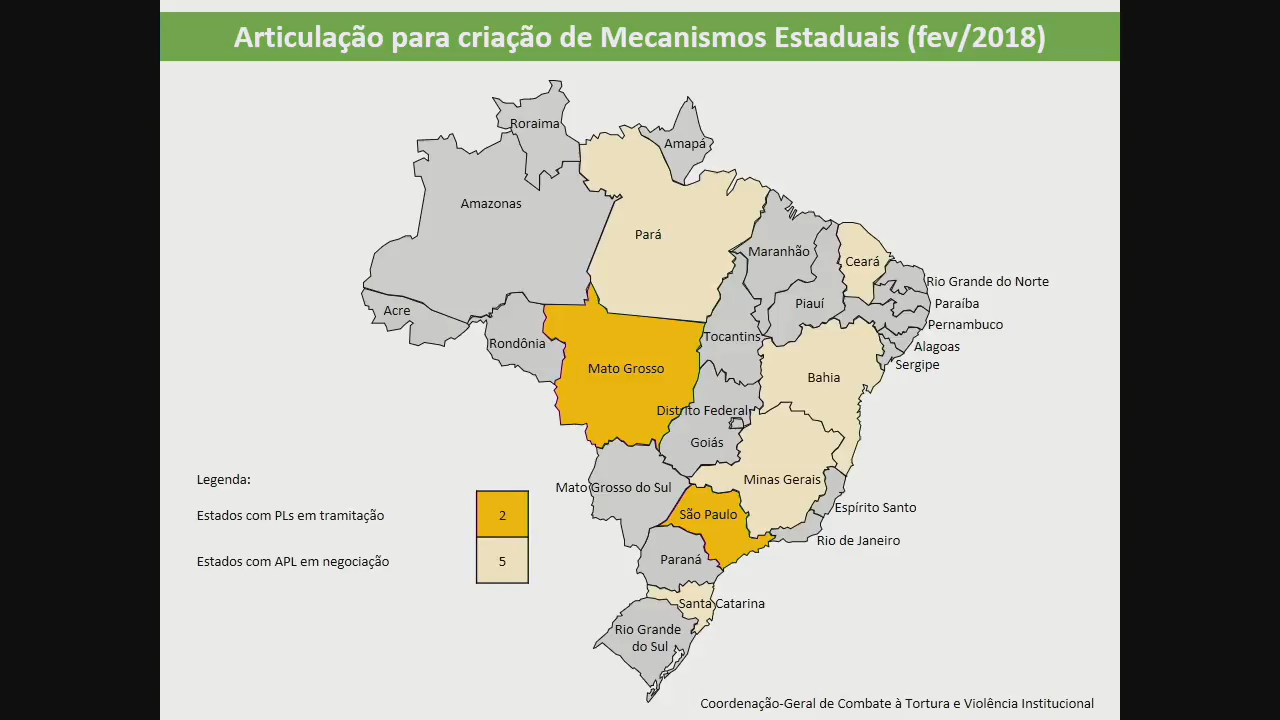 Articulação para criação de Mecanismos Estaduais (fev/2018)
Roraima
Amapá
Amazonas
Pará
Maranhão
Ceará
Rio Grande do Norte
Piauí
Paraíba
Acre
Pernambuco
Rondônia
Tocantins
Alagoas
Sergipe
Mato Grosso
Bahia
Distrito Federal
Goiás
Minas Gerais
Mato Grosso do Sul
Espírito Santo
São Paulo
Rio de Janeiro
Paraná
Santa Catarina
Rio Grande
do Sul
Legenda:
Estados com PLs em tramitação
2
Estados com APL em negociação
5
Coordenação-Geral de Combate à Tortura e Violência Institucional